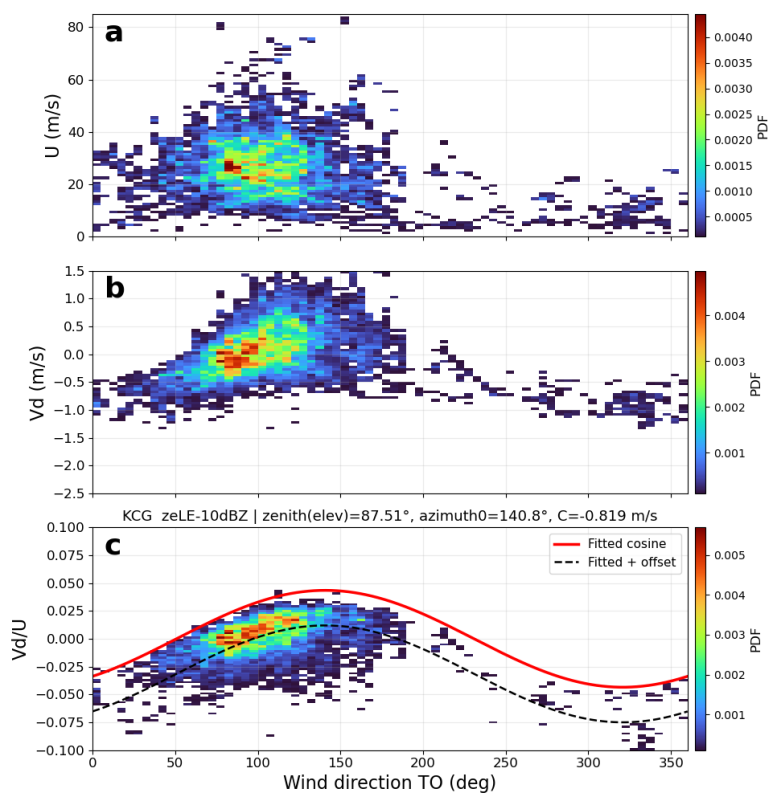 a
U (m/s)
80
60
40
20
0
0.0040
0.0035
0.0030
0.0025
0.0020
0.0015
0.0010
0.0005
PDF
b
Vd (m/s)
1.5
1.0
0.5
0.0
−0.5
−1.0
−1.5
−2.0
−2.5
0.004
0.003
0.002
0.001
PDF
KCG zeLE-10dBZ | zenith(elev)=87.51°, azimuth0=140.8°, C=-0.819 m/s
c
Fitted cosine
Fitted + offset
Vd/U
0.100
0.075
0.050
0.025
0.000
−0.025
−0.050
−0.075
−0.100
0.005
0.004
0.003
0.002
0.001
PDF
0 50 100 150 200 250 300 350
Wind direction TO (deg)